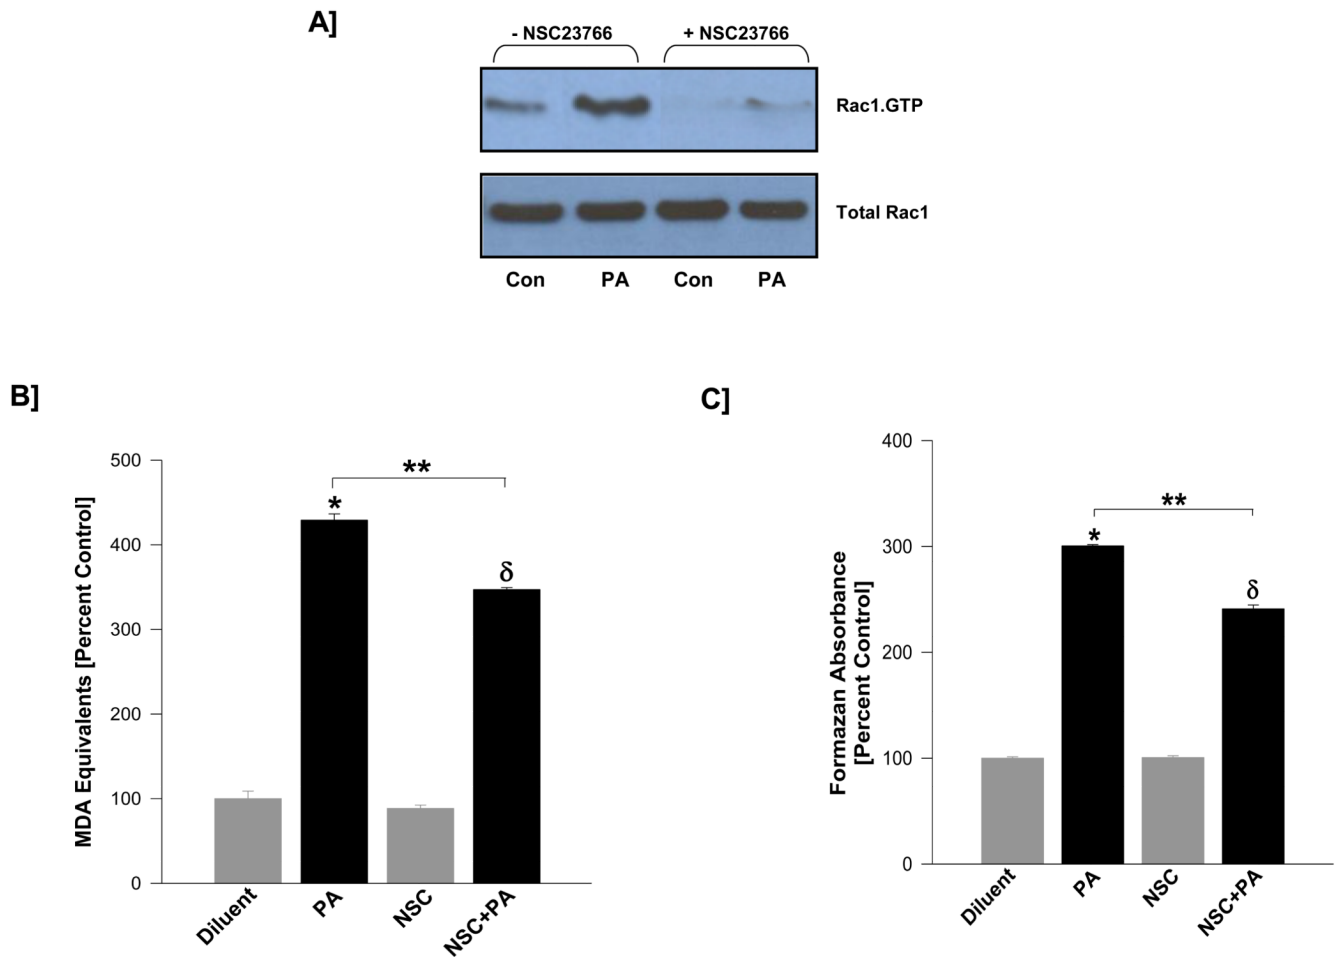 A]
- NSC23766
+ NSC23766
Rac1.GTP
Total Rac1
Con PA Con PA
B]
MDA Equivalents [Percent Control]
500
400
300
200
100
0
*
**
δ
Diluent
PA
NSC
NSC+PA
C]
Formazan Absorbance
[Percent Control]
400
300
200
100
0
*
**
δ
Diluent
PA
NSC
NSC+PA